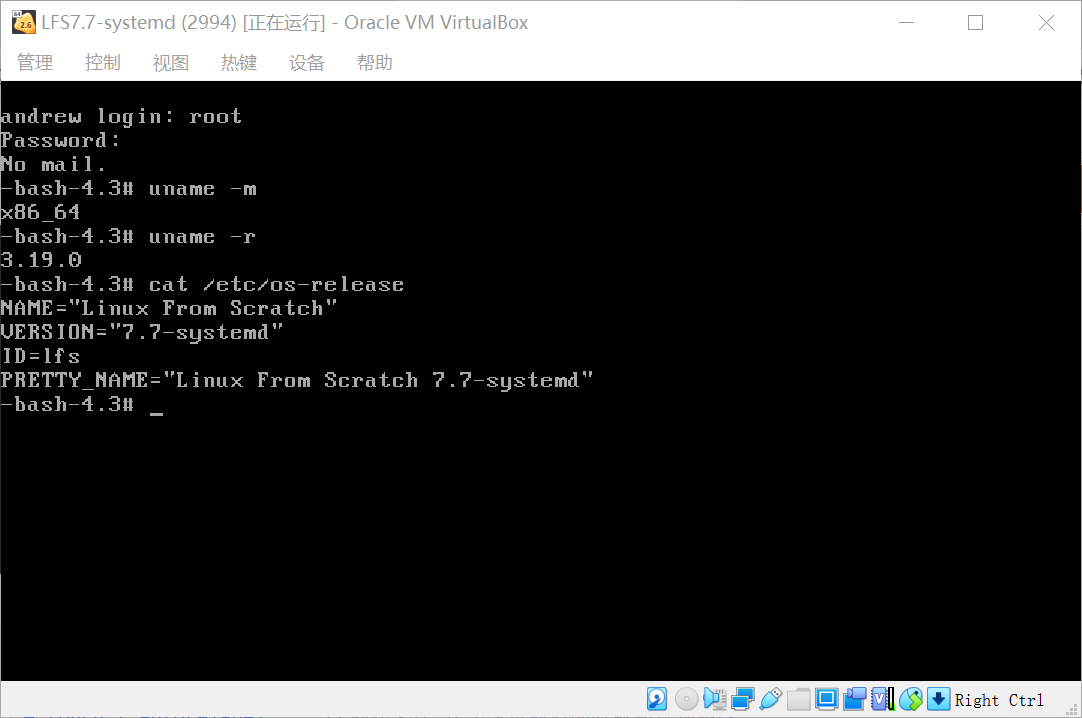 LFS7.7-systemd (2994) [正在运行] - Oracle VM VirtualBox
管理 控制 视图 热键 设备 帮助
andrew login: root
Password:
No mail.
-bash-4.3# uname -m
x86_64
-bash-4.3# uname -r
3.19.0
-bash-4.3# cat /etc/os-release
NAME="Linux From Scratch"
VERSION="7.7-systemd"
ID=lfs
PRETTY_NAME="Linux From Scratch 7.7-systemd"
-bash-4.3# _
Right Ctrl